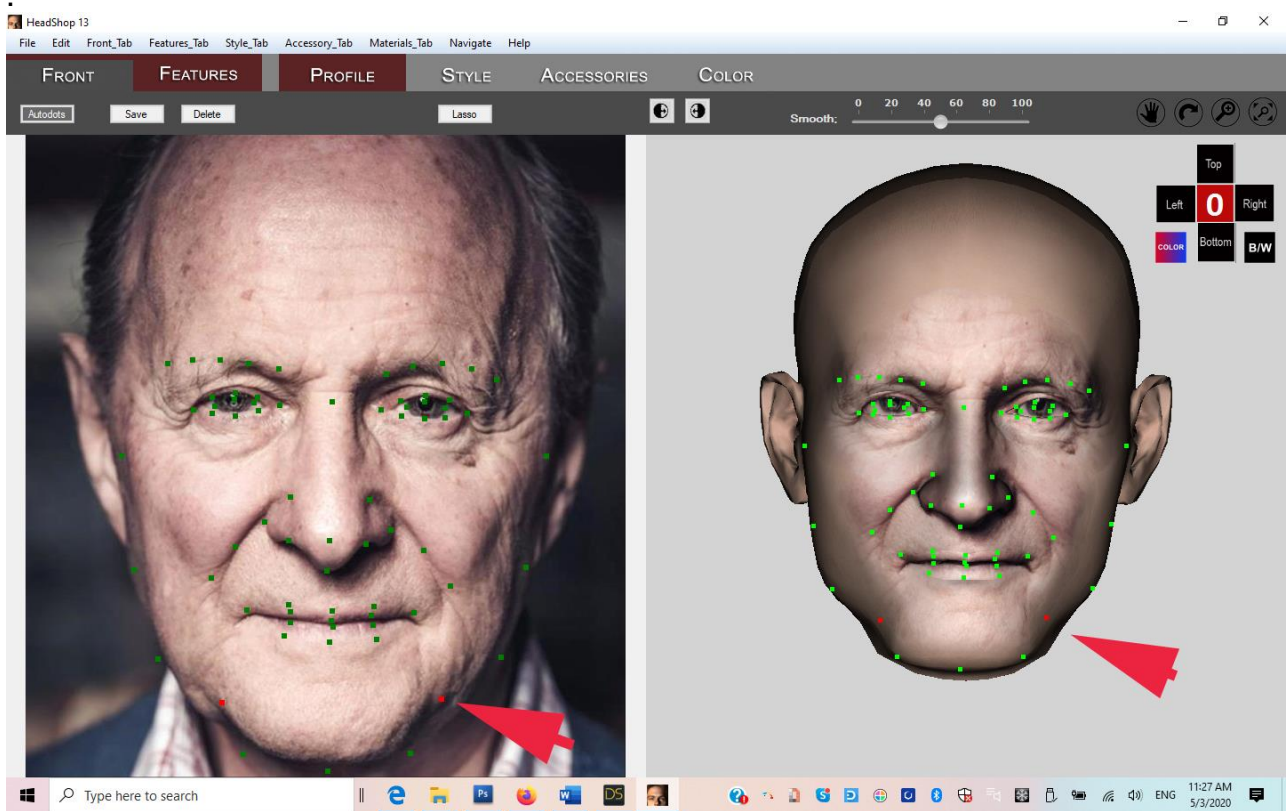 HeadShop 13
File Edit Front_Tab Features_Tab Style_Tab Accessory_Tab Materials_Tab Navigate Help
FRONT FEATURES PROFILE STYLE ACCESSORIES COLOR
Autodots Save Delete Lasso
0 20 40 60 80 100
Smooth:
Top
Left 0 Right
COLOR Bottom B/W
Type here to search
Ps
W
DS
S
D
ENG
11:27 AM
5/3/2020